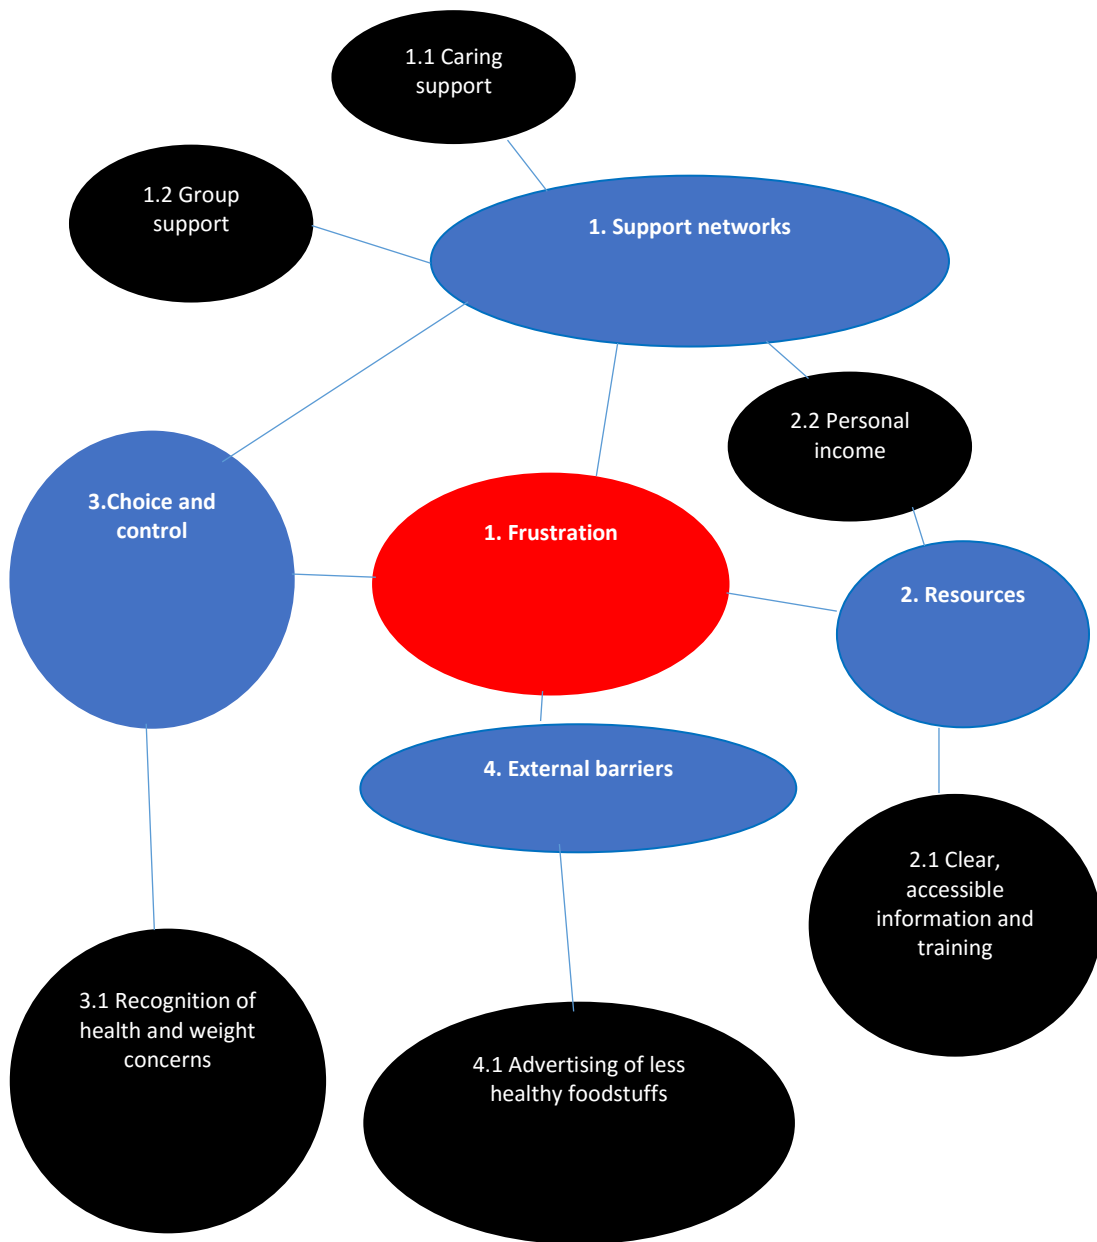 1.1 Caring
support
1.2 Group
support
1. Support networks
2.2 Personal
income
3.Choice and
control
1. Frustration
2. Resources
4. External barriers
2.1 Clear,
accessible
information and
training
3.1 Recognition of
health and weight
concerns
4.1 Advertising of less
healthy foodstuffs